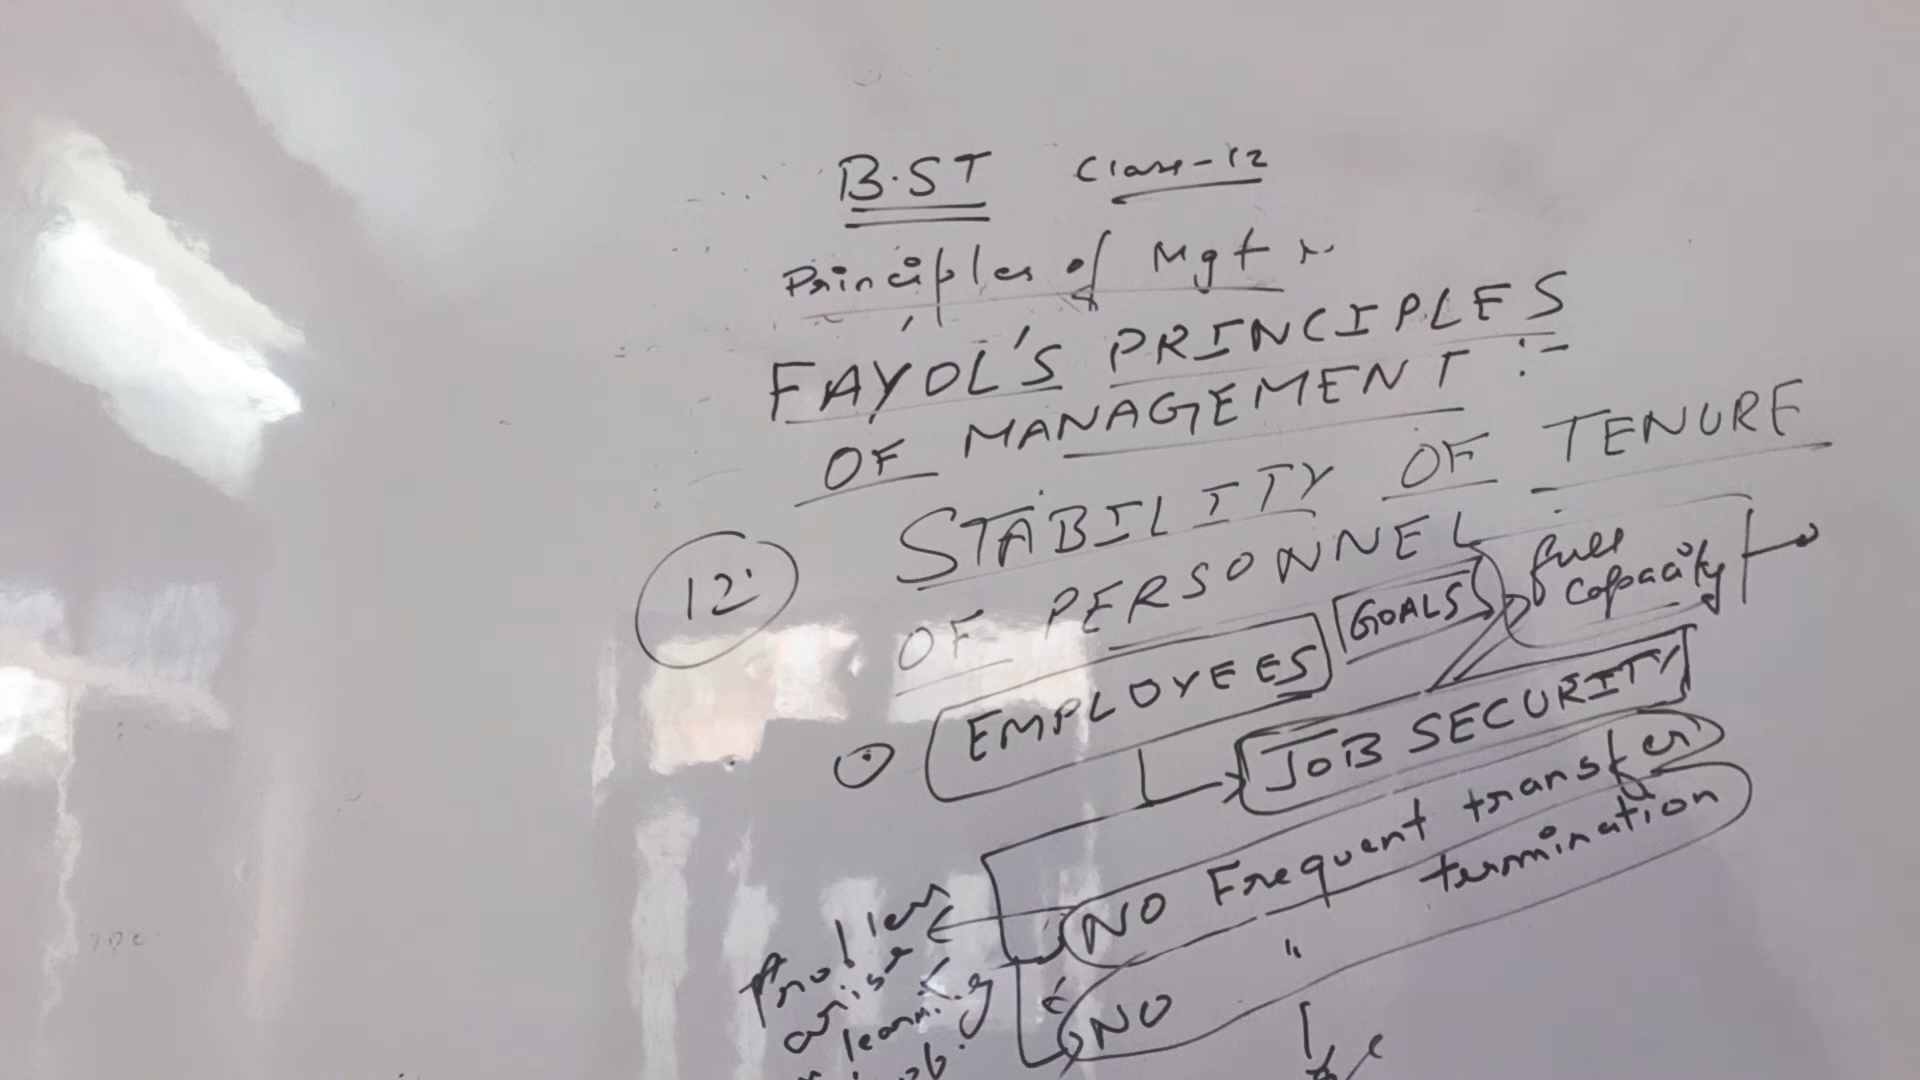 B.ST Class-12
Principles of Mgt
FAYOL'S PRINCIPLES
OF MANAGEMENT :-
12. STABILITY OF TENURE
OF PERSONNEL
EMPLOYEES GOALS full
capacity
JOB SECURITY
NO Frequent transfer
NO " termination
Problem
arise
learning
job.